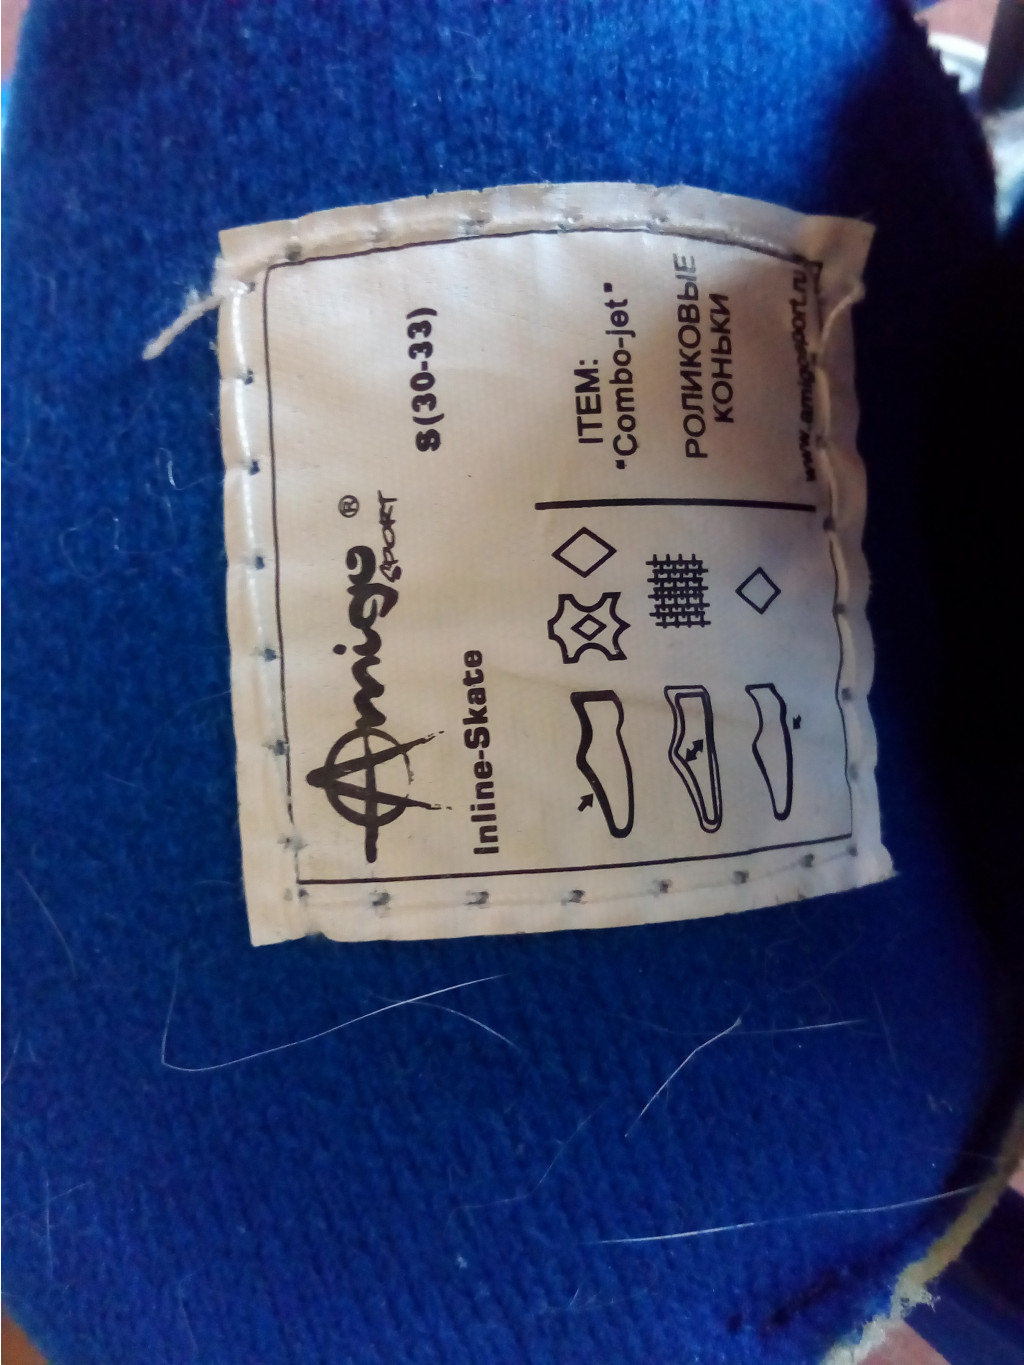 Amigo ®
SPORT
S(30-33)
Inline-Skate
ITEM:
"Combo-jet"
РОЛИКОВЫЕ
КОНЬКИ
www.amigosport.ru